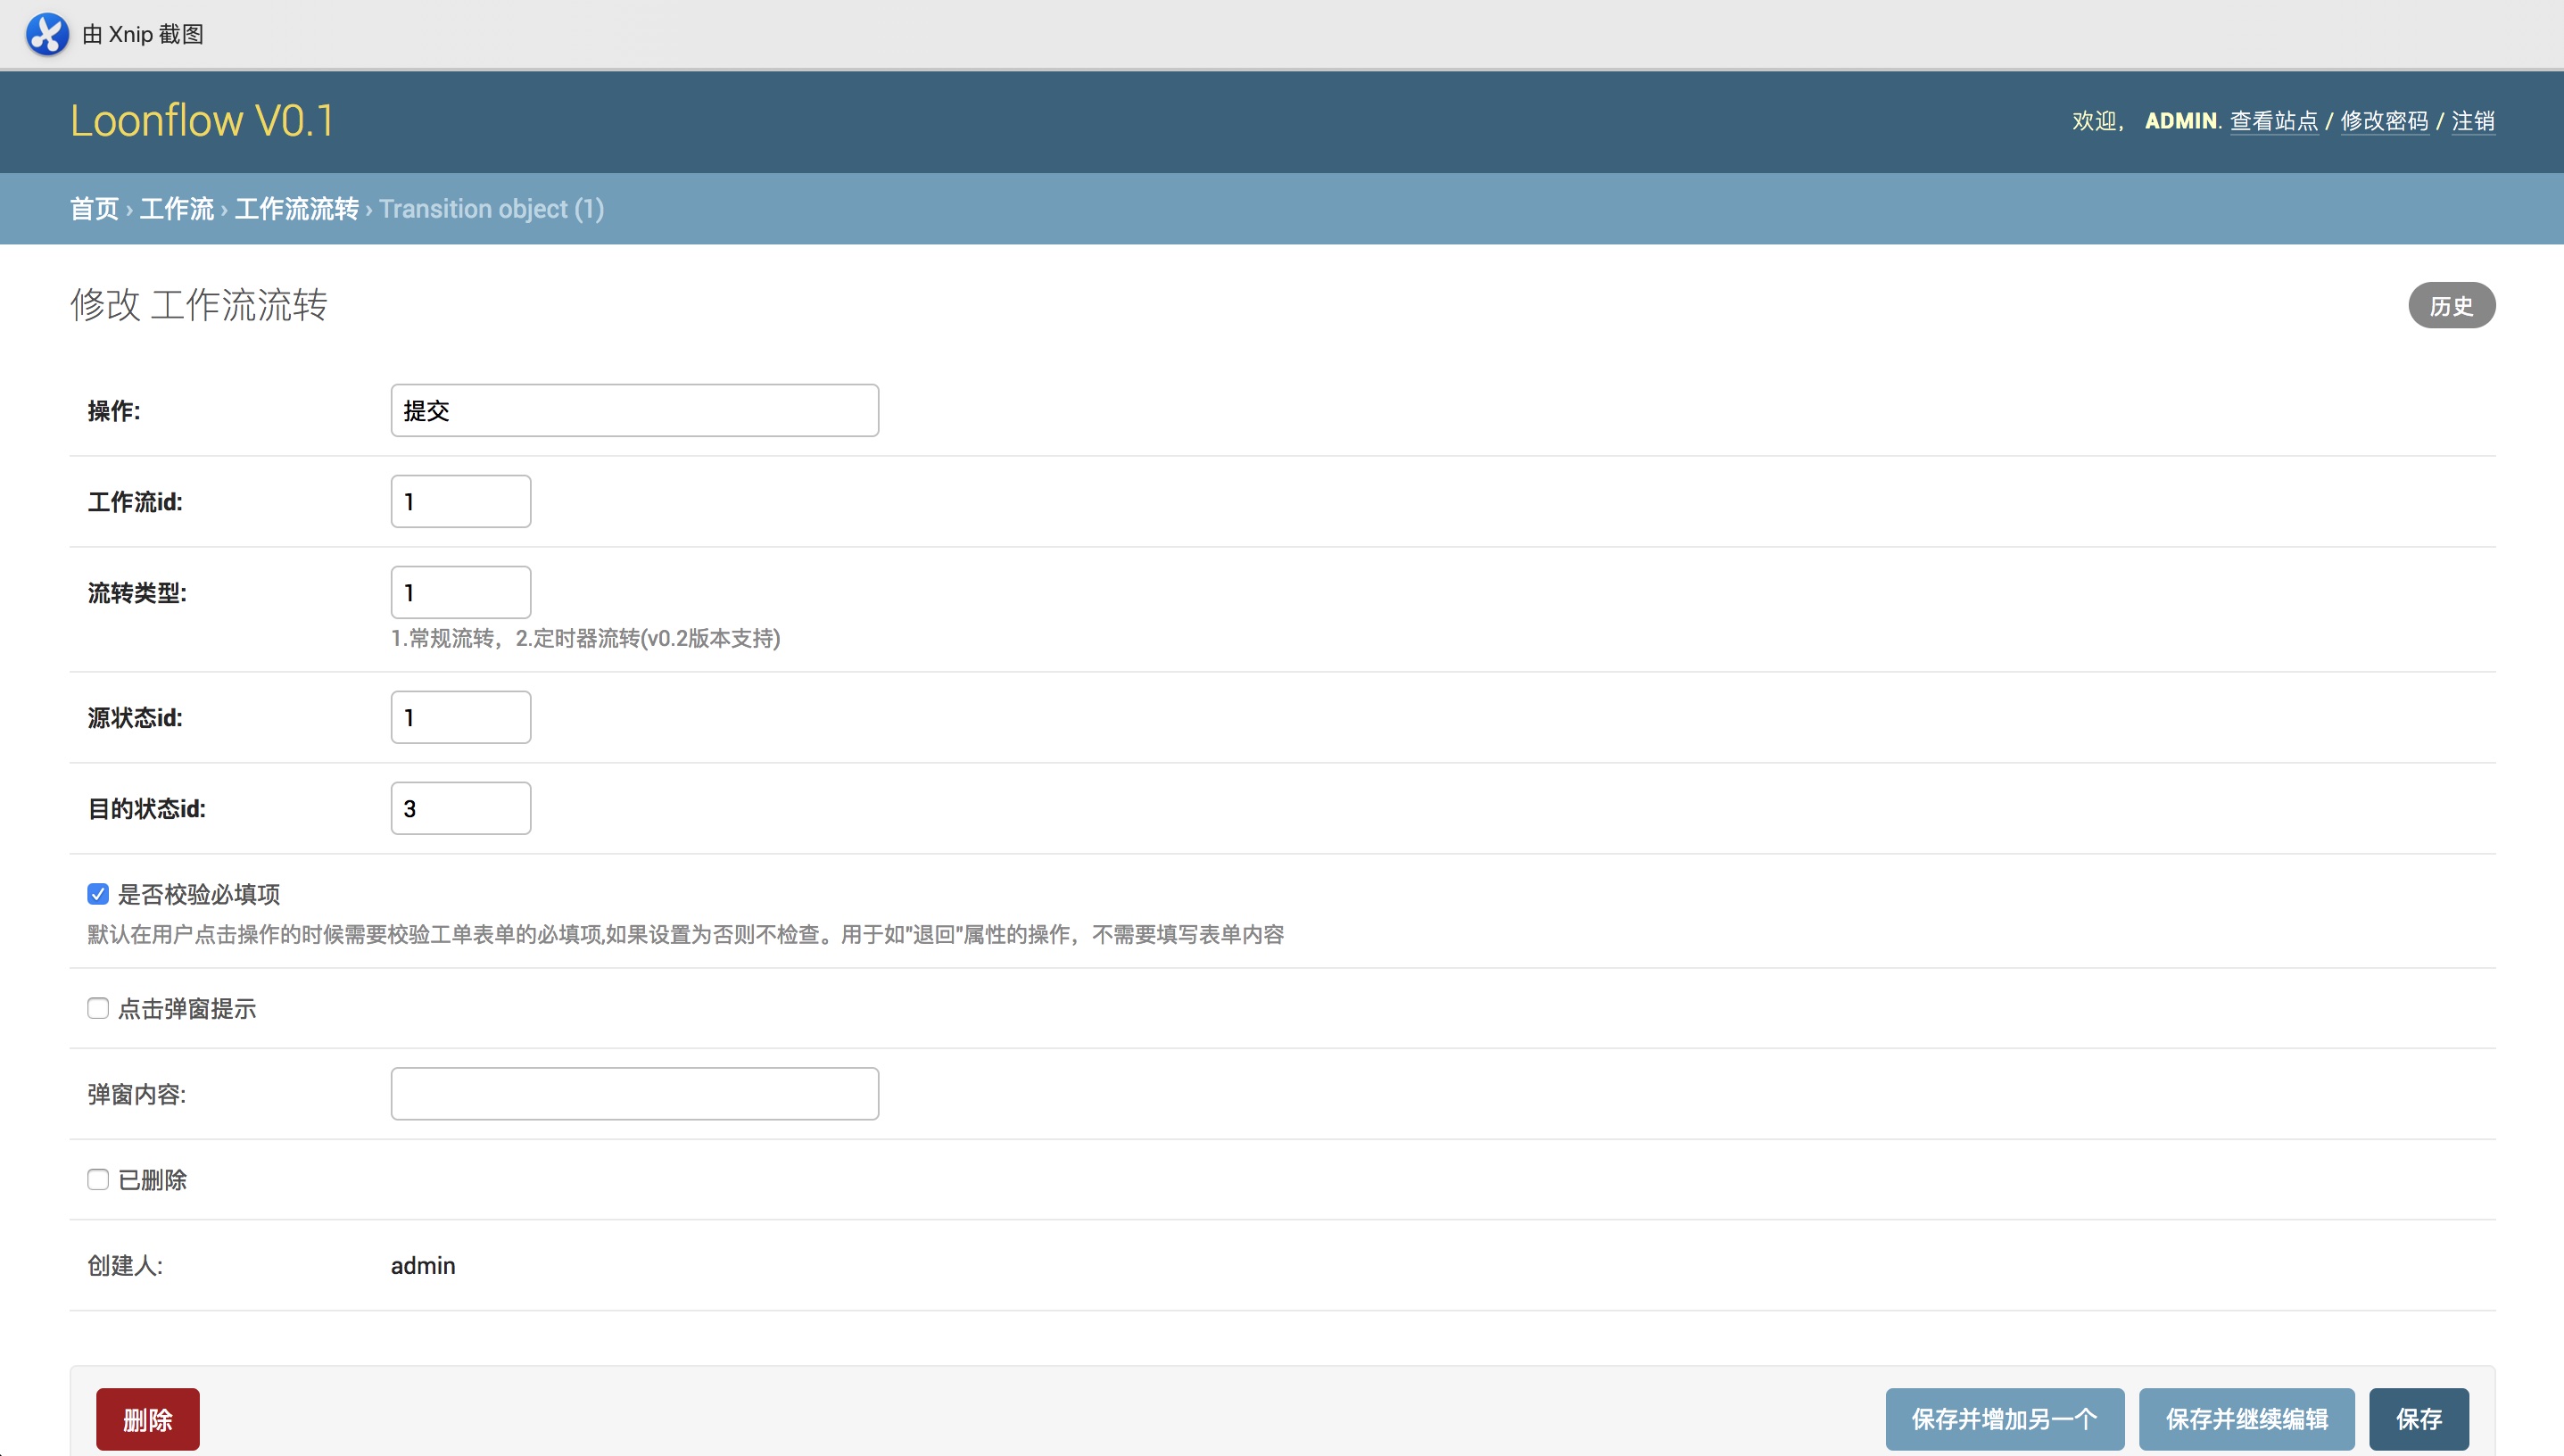 由 Xnip 截图
Loonflow V0.1
欢迎， ADMIN. 查看站点 / 修改密码 / 注销
首页 › 工作流 › 工作流流转 › Transition object (1)
修改 工作流流转
历史
操作: 提交
工作流id: 1
流转类型: 1
1.常规流转，2.定时器流转(v0.2版本支持)
源状态id: 1
目的状态id: 3
是否校验必填项
默认在用户点击操作的时候需要校验工单表单的必填项,如果设置为否则不检查。用于如"退回"属性的操作，不需要填写表单内容
点击弹窗提示
弹窗内容:
已删除
创建人: admin
删除 保存并增加另一个 保存并继续编辑 保存